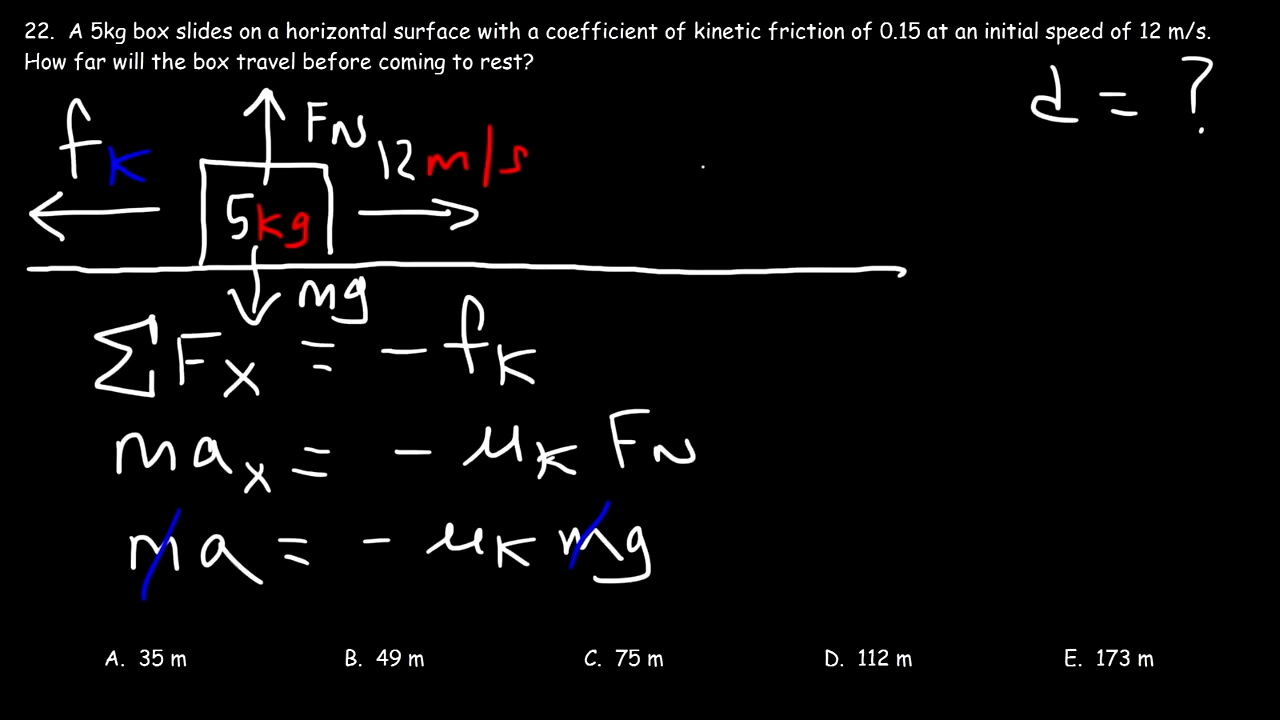 22. A 5kg box slides on a horizontal surface with a coefficient of kinetic friction of 0.15 at an initial speed of 12 m/s.
How far will the box travel before coming to rest?
d = ?
fK
FN
12 m/s
5kg
mg
ΣFx = - fK
max = - μK FN
ma = - μK mg
A. 35 m B. 49 m C. 75 m D. 112 m E. 173 m